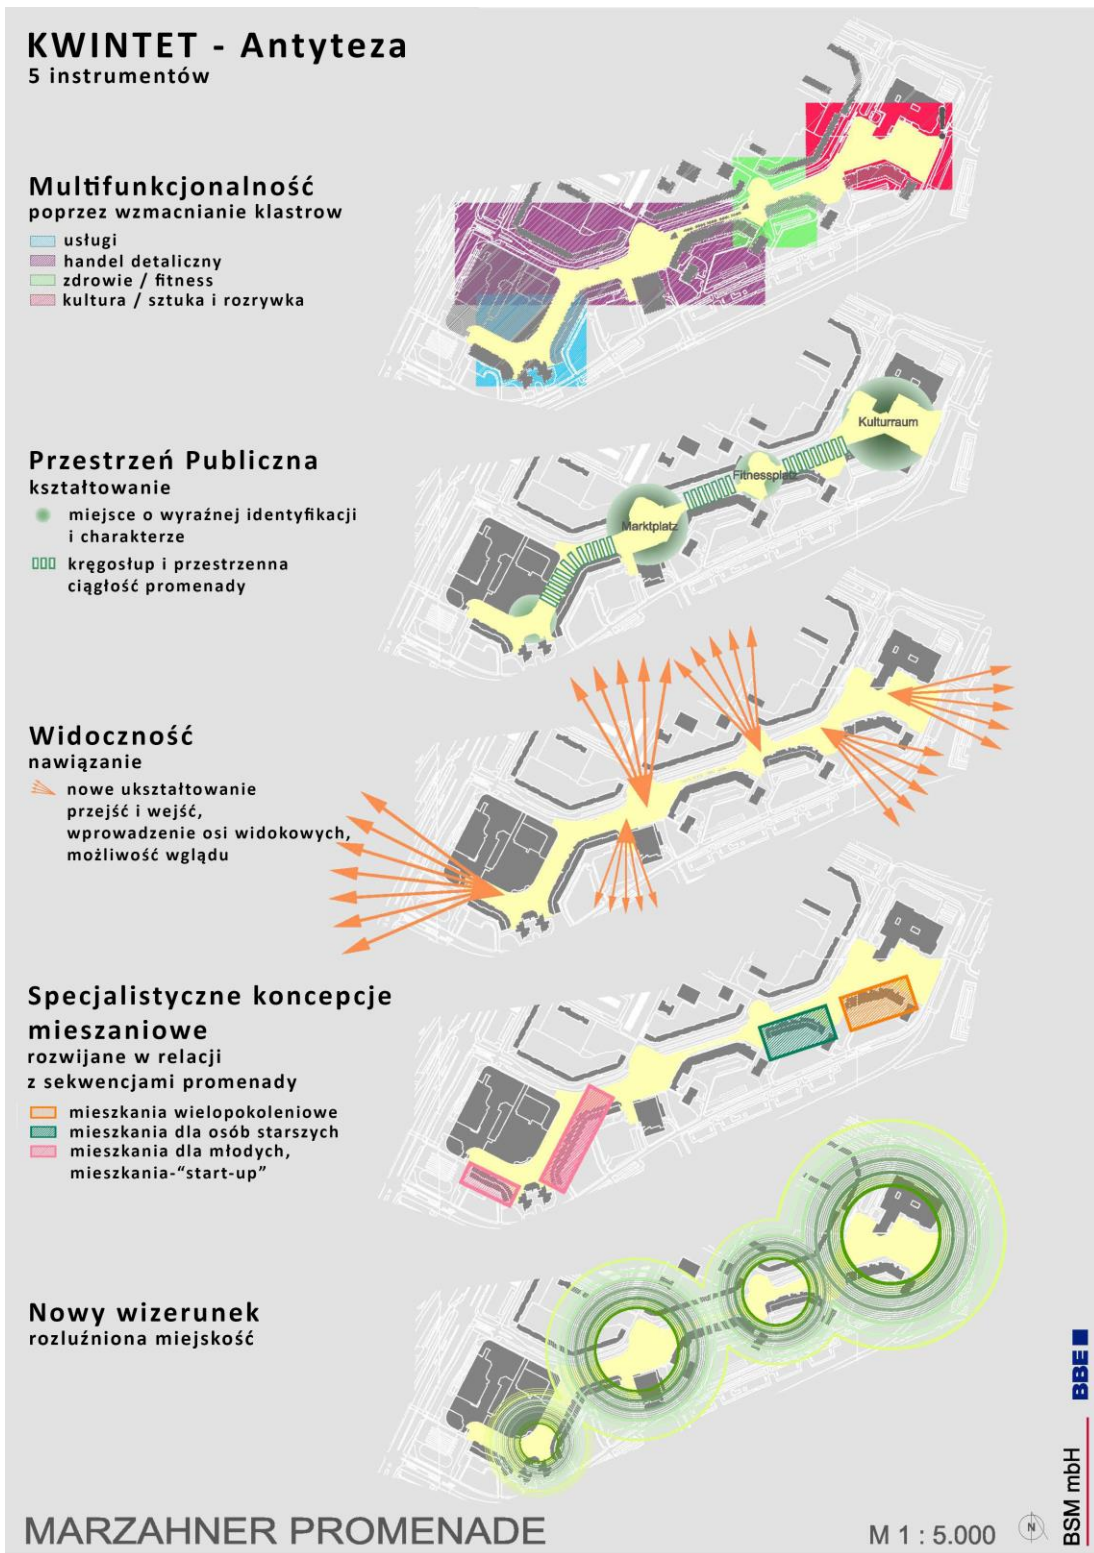 KWINTET - Antyteza
5 instrumentów
Multifunkcjonalność
poprzez wzmacnianie klastrow
usługi
handel detaliczny
zdrowie / fitness
kultura / sztuka i rozrywka
!
Przestrzeń Publiczna
kształtowanie
miejsce o wyraźnej identyfikacji
i charakterze
kręgosłup i przestrzenna
ciągłość promenady
Kulturraum
Fitnessplatz
Marktplatz
Widoczność
nawiązanie
nowe ukształtowanie
przejść i wejść,
wprowadzenie osi widokowych,
możliwość wglądu
Specjalistyczne koncepcje
mieszaniowe
rozwijane w relacji
z sekwencjami promenady
mieszkania wielopokoleniowe
mieszkania dla osób starszych
mieszkania dla młodych,
mieszkania-“start-up”
Nowy wizerunek
rozluźniona miejskość
MARZAHNER PROMENADE
M 1 : 5.000
N
BSM mbH
BBE